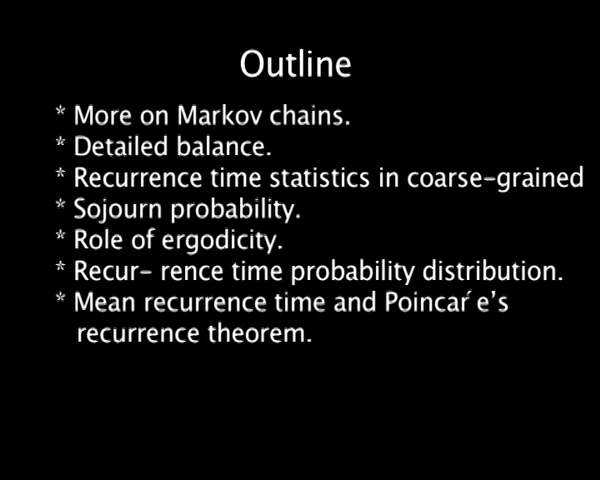 Outline
* More on Markov chains.
* Detailed balance.
* Recurrence time statistics in coarse-grained
* Sojourn probability.
* Role of ergodicity.
* Recur- rence time probability distribution.
* Mean recurrence time and Poincaŕ e's
recurrence theorem.